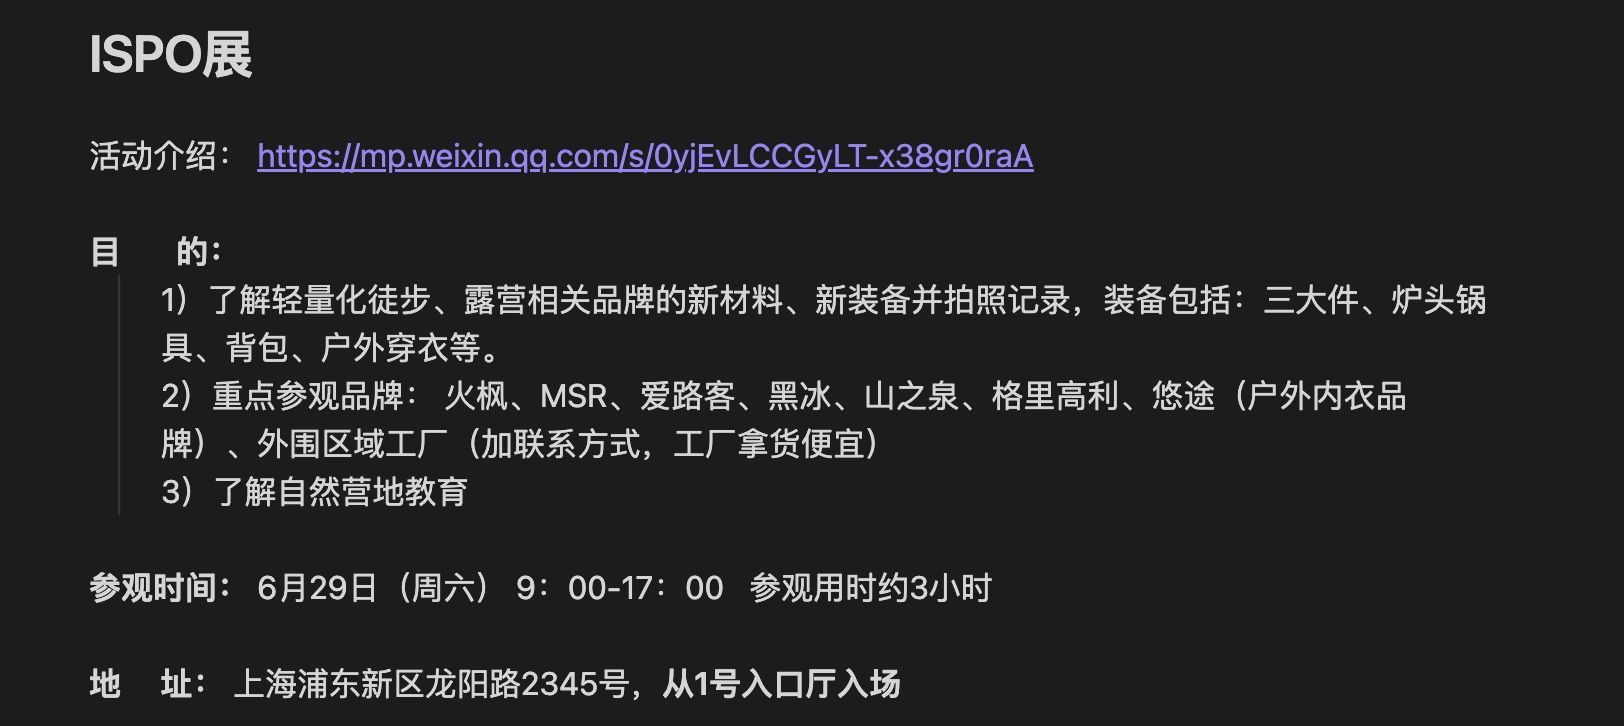 ISPO展
活动介绍： https://mp.weixin.qq.com/s/0yjEvLCCGyLT-x38gr0raA
目 的：
1）了解轻量化徒步、露营相关品牌的新材料、新装备并拍照记录，装备包括：三大件、炉头锅
具、背包、户外穿衣等。
2）重点参观品牌： 火枫、MSR、爱路客、黑冰、山之泉、格里高利、悠途（户外内衣品
牌）、外围区域工厂（加联系方式，工厂拿货便宜）
3）了解自然营地教育
参观时间： 6月29日（周六） 9：00-17：00 参观用时约3小时
地 址： 上海浦东新区龙阳路2345号，从1号入口厅入场